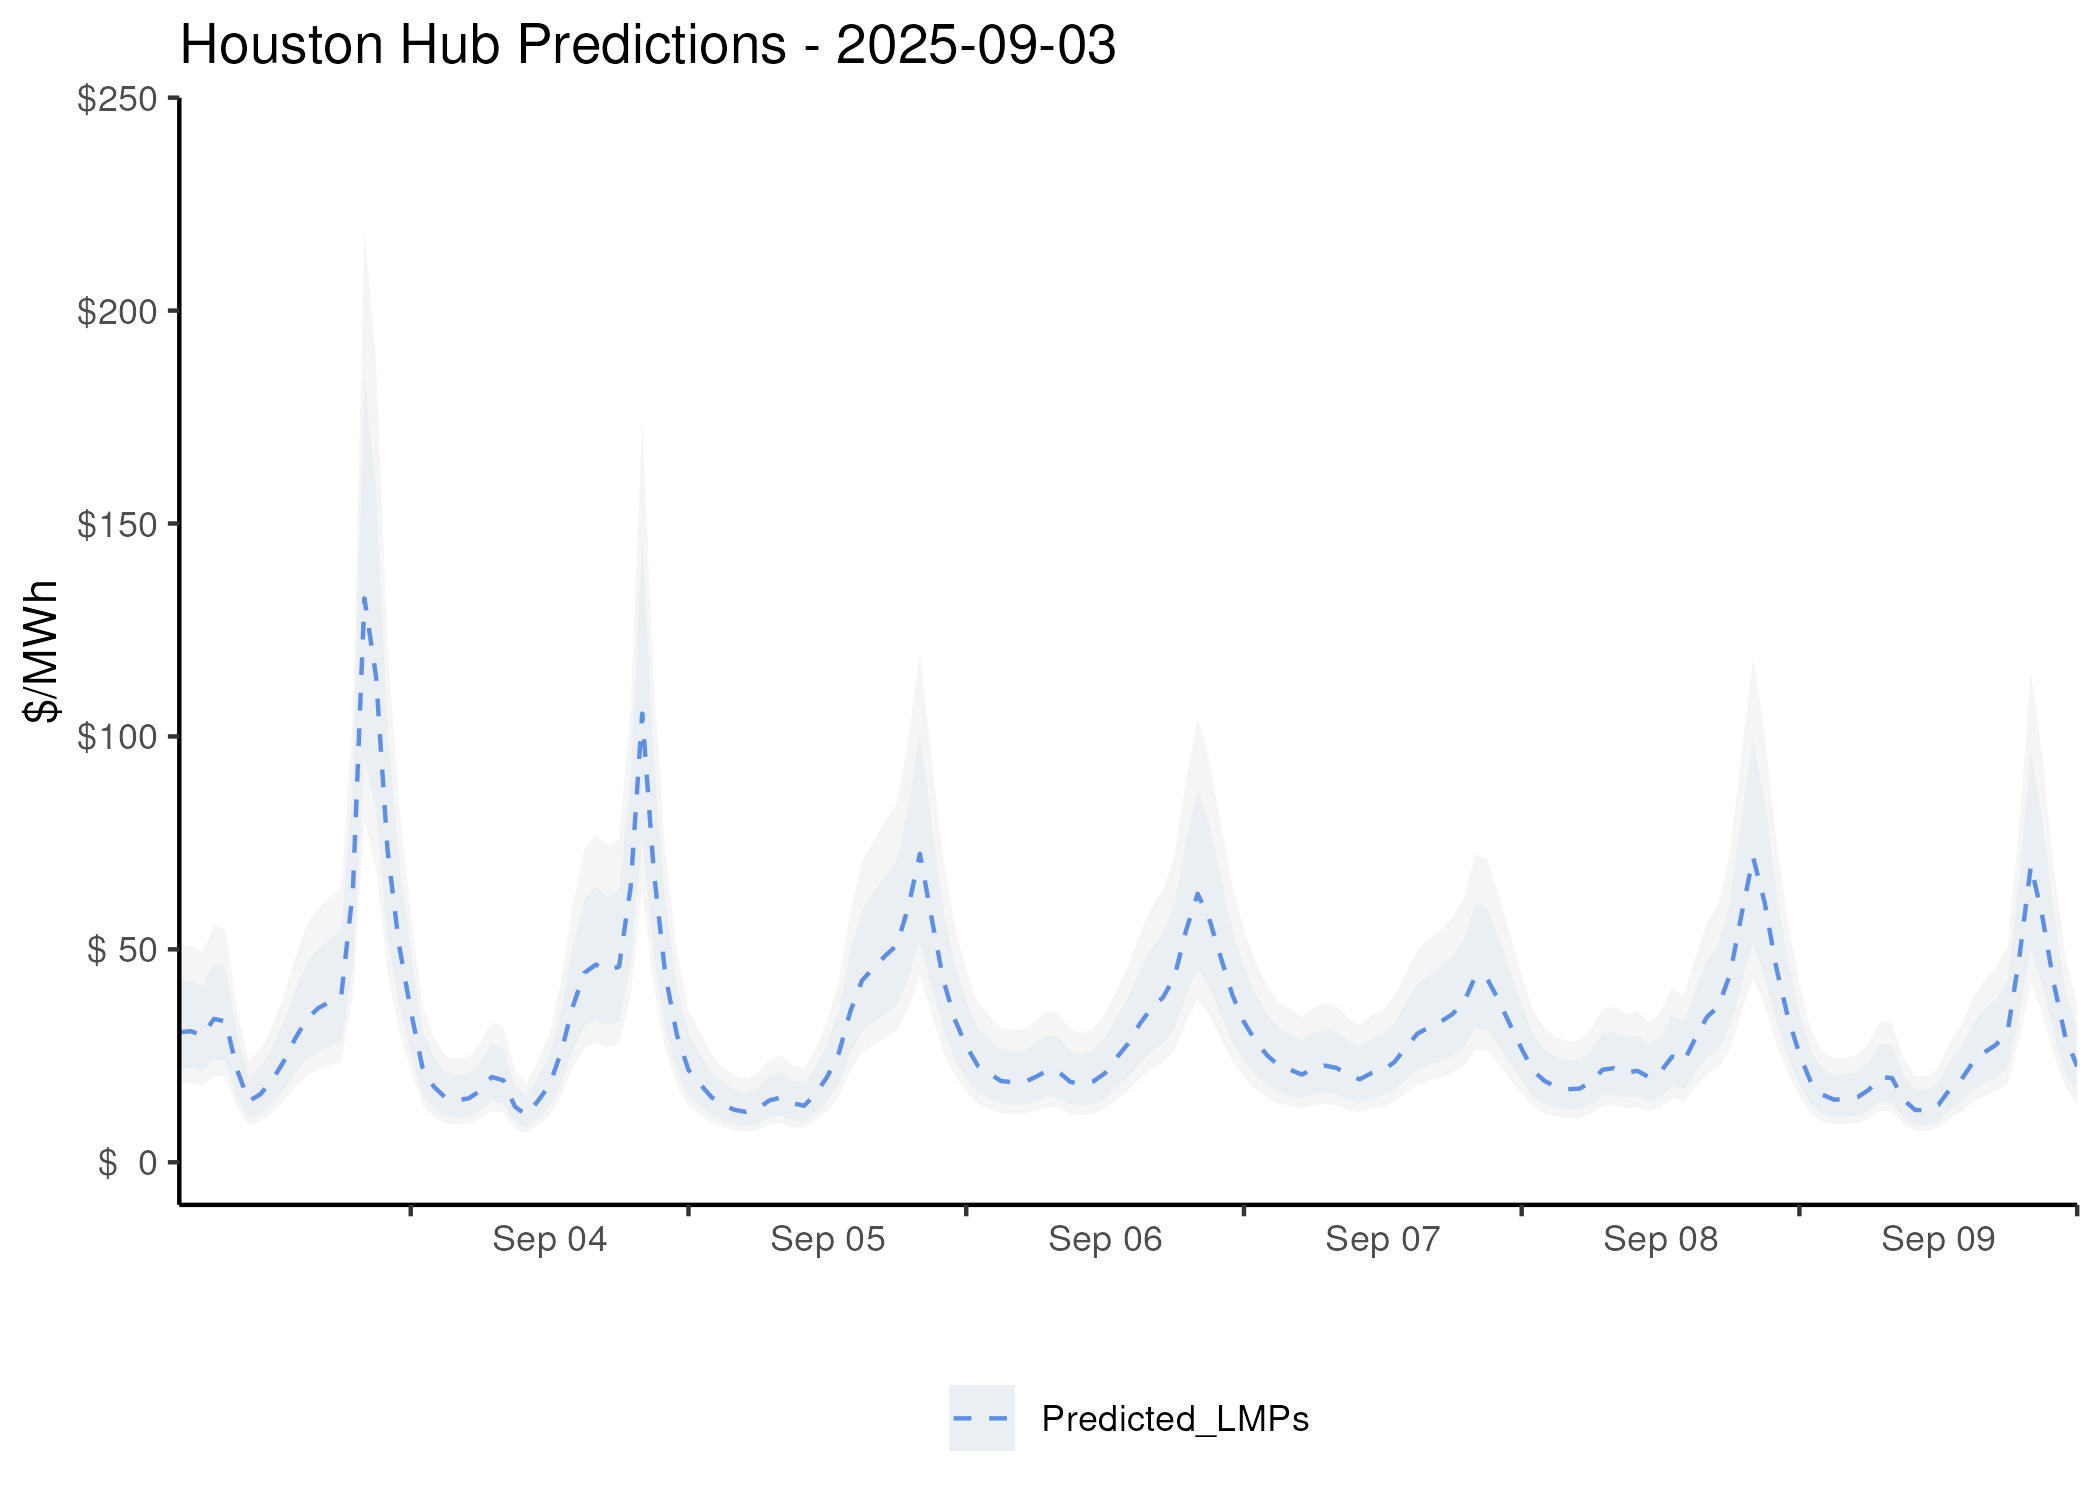 Houston Hub Predictions - 2025-09-03
$250
$200
$150
$100
$ 50
$  0
$/MWh
Sep 04
Sep 05
Sep 06
Sep 07
Sep 08
Sep 09
Predicted_LMPs